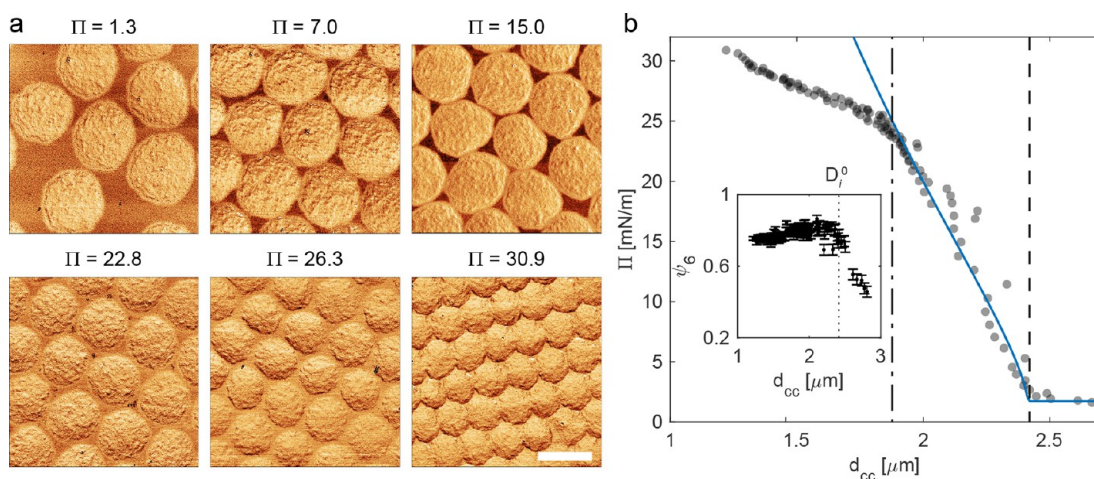 a
Π = 1.3 Π = 7.0 Π = 15.0
Π = 22.8 Π = 26.3 Π = 30.9
b
Π [mN/m]
30
25
20
15
10
5
0
1 1.5 2 2.5
d_cc [μm]
D_i^0
ψ_6
1
0.6
0.2
1 2 3
d_cc [μm]